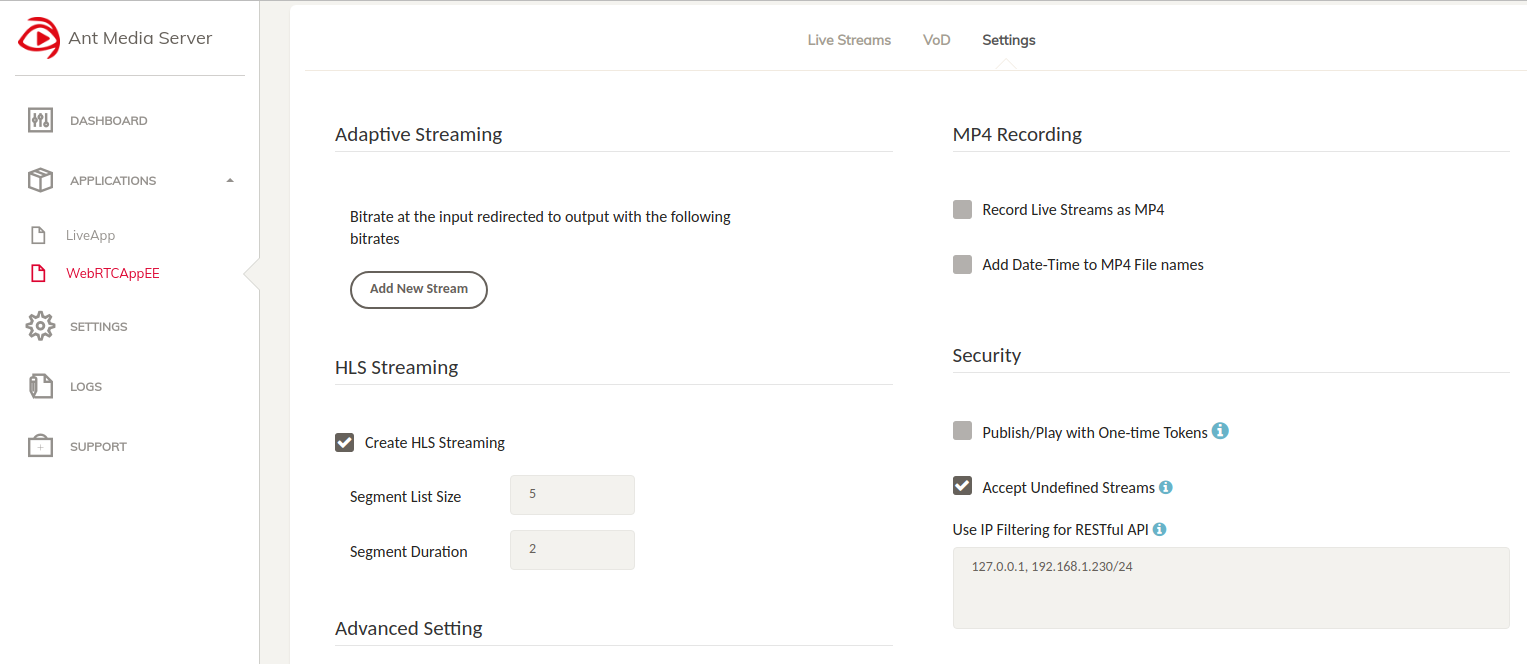 Ant Media Server
DASHBOARD
APPLICATIONS
LiveApp
WebRTCAppEE
SETTINGS
LOGS
SUPPORT
Live Streams VoD Settings
Adaptive Streaming
Bitrate at the input redirected to output with the following
bitrates
Add New Stream
HLS Streaming
Create HLS Streaming
Segment List Size 5
Segment Duration 2
Advanced Setting
MP4 Recording
Record Live Streams as MP4
Add Date-Time to MP4 File names
Security
Publish/Play with One-time Tokens
Accept Undefined Streams
Use IP Filtering for RESTful API
127.0.0.1, 192.168.1.230/24